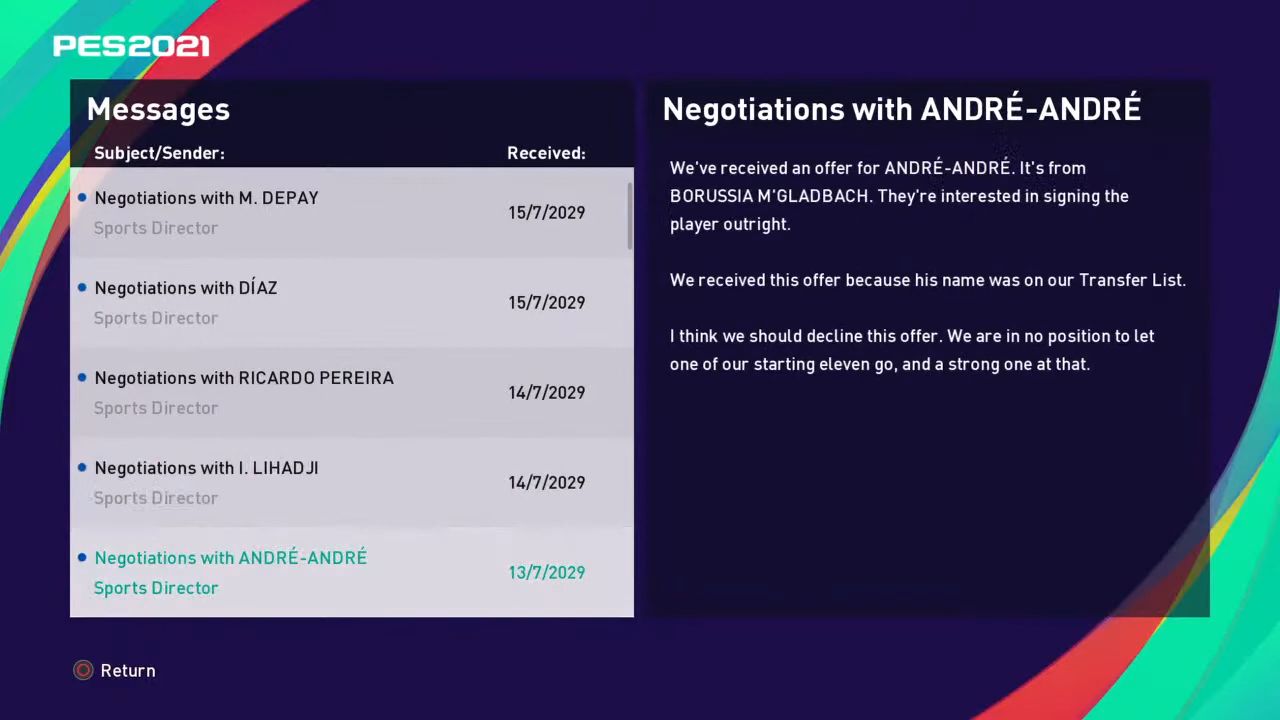 PES2021
Messages
Subject/Sender: Received:
Negotiations with M. DEPAY
Sports Director
15/7/2029
Negotiations with DÍAZ
Sports Director
15/7/2029
Negotiations with RICARDO PEREIRA
Sports Director
14/7/2029
Negotiations with I. LIHADJI
Sports Director
14/7/2029
Negotiations with ANDRÉ-ANDRÉ
Sports Director
13/7/2029
Negotiations with ANDRÉ-ANDRÉ
We've received an offer for ANDRÉ-ANDRÉ. It's from
BORUSSIA M'GLADBACH. They're interested in signing the
player outright.
We received this offer because his name was on our Transfer List.
I think we should decline this offer. We are in no position to let
one of our starting eleven go, and a strong one at that.
Return